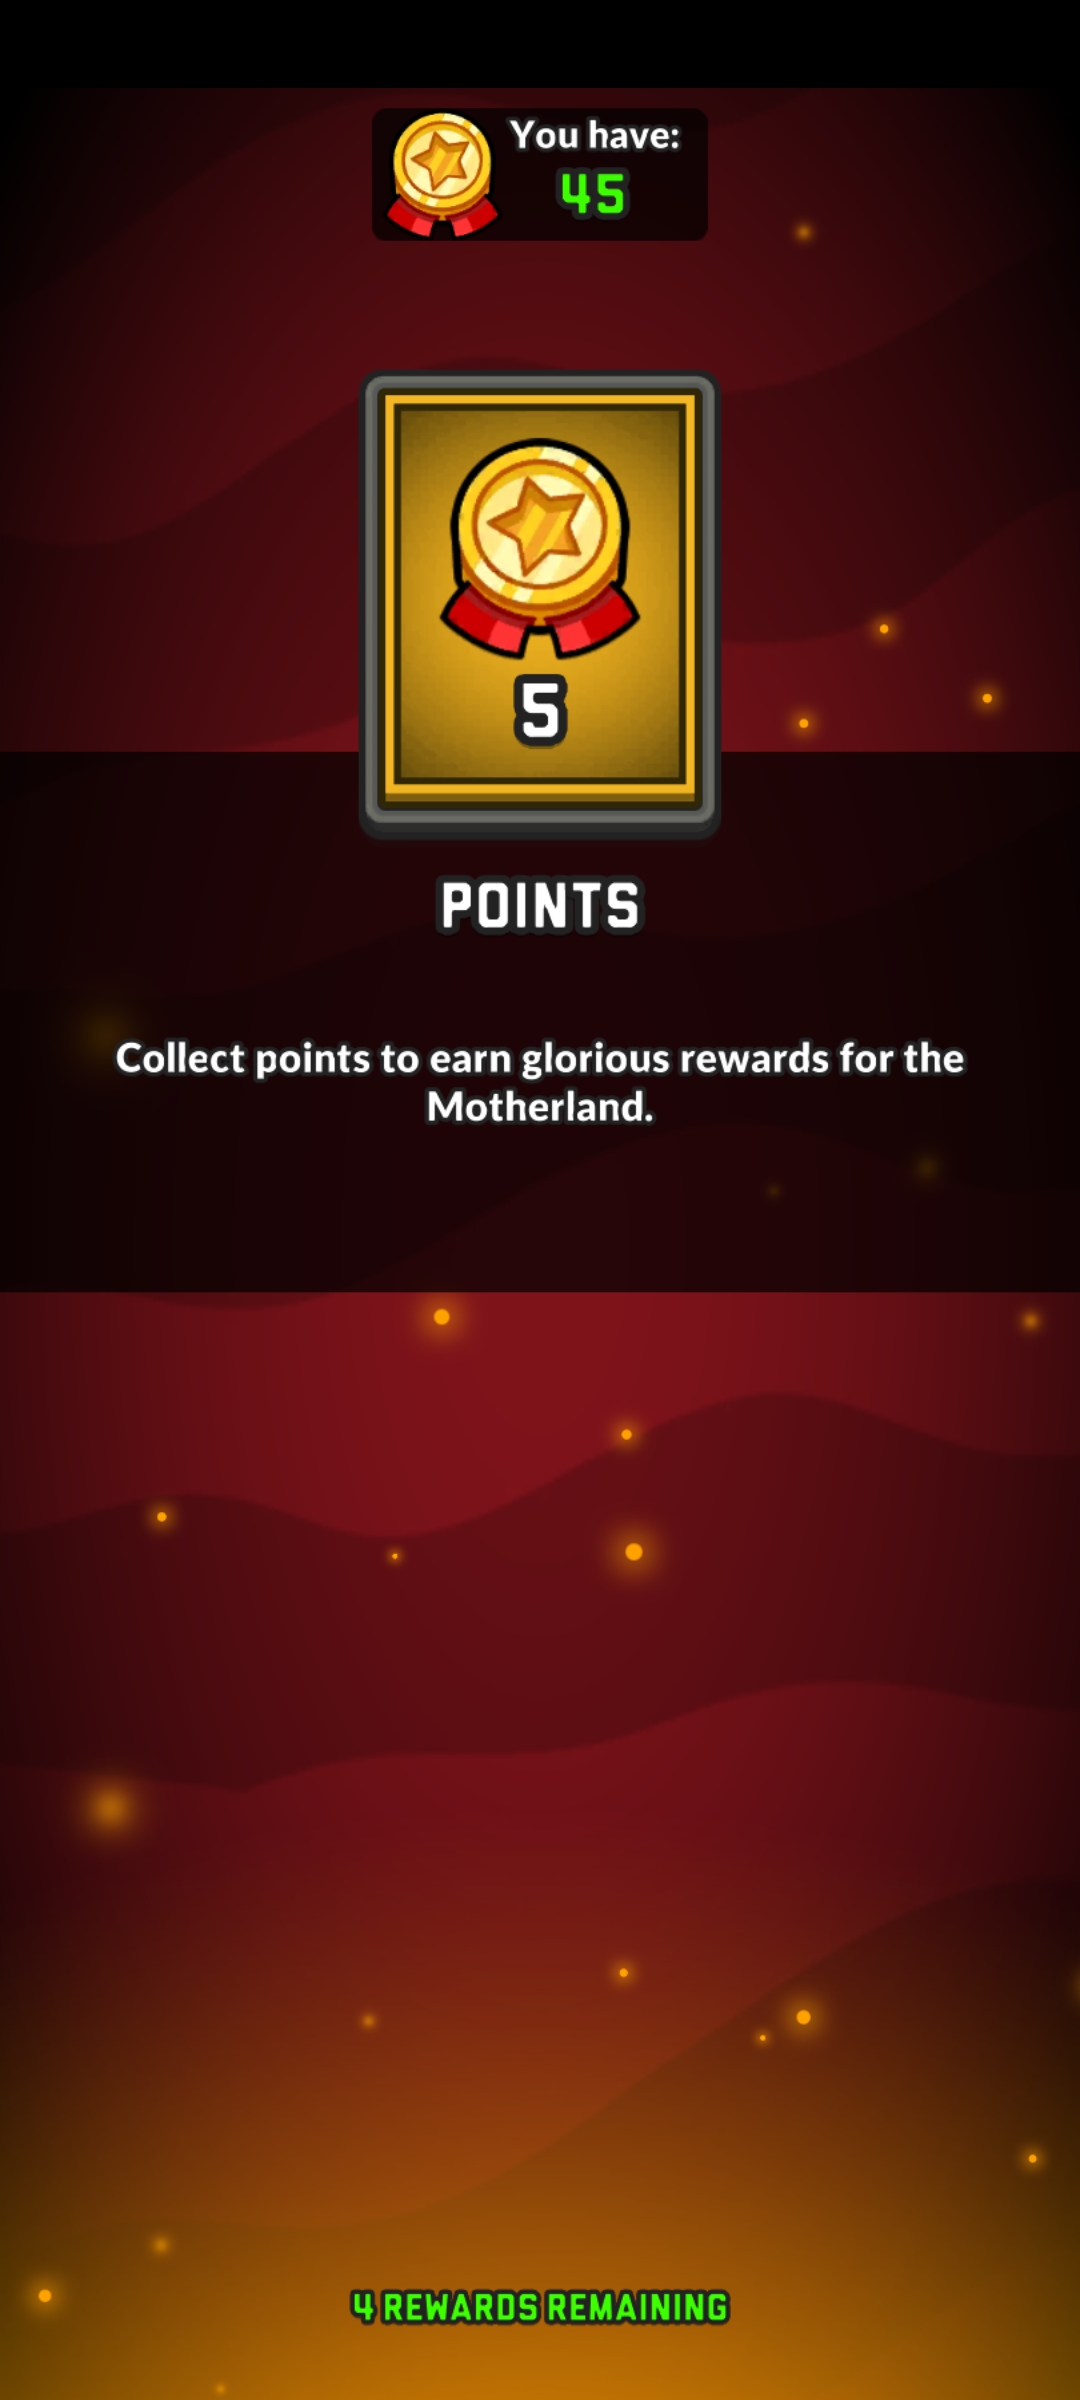 You have:
45
5
POINTS
Collect points to earn glorious rewards for the
Motherland.
4 REWARDS REMAINING